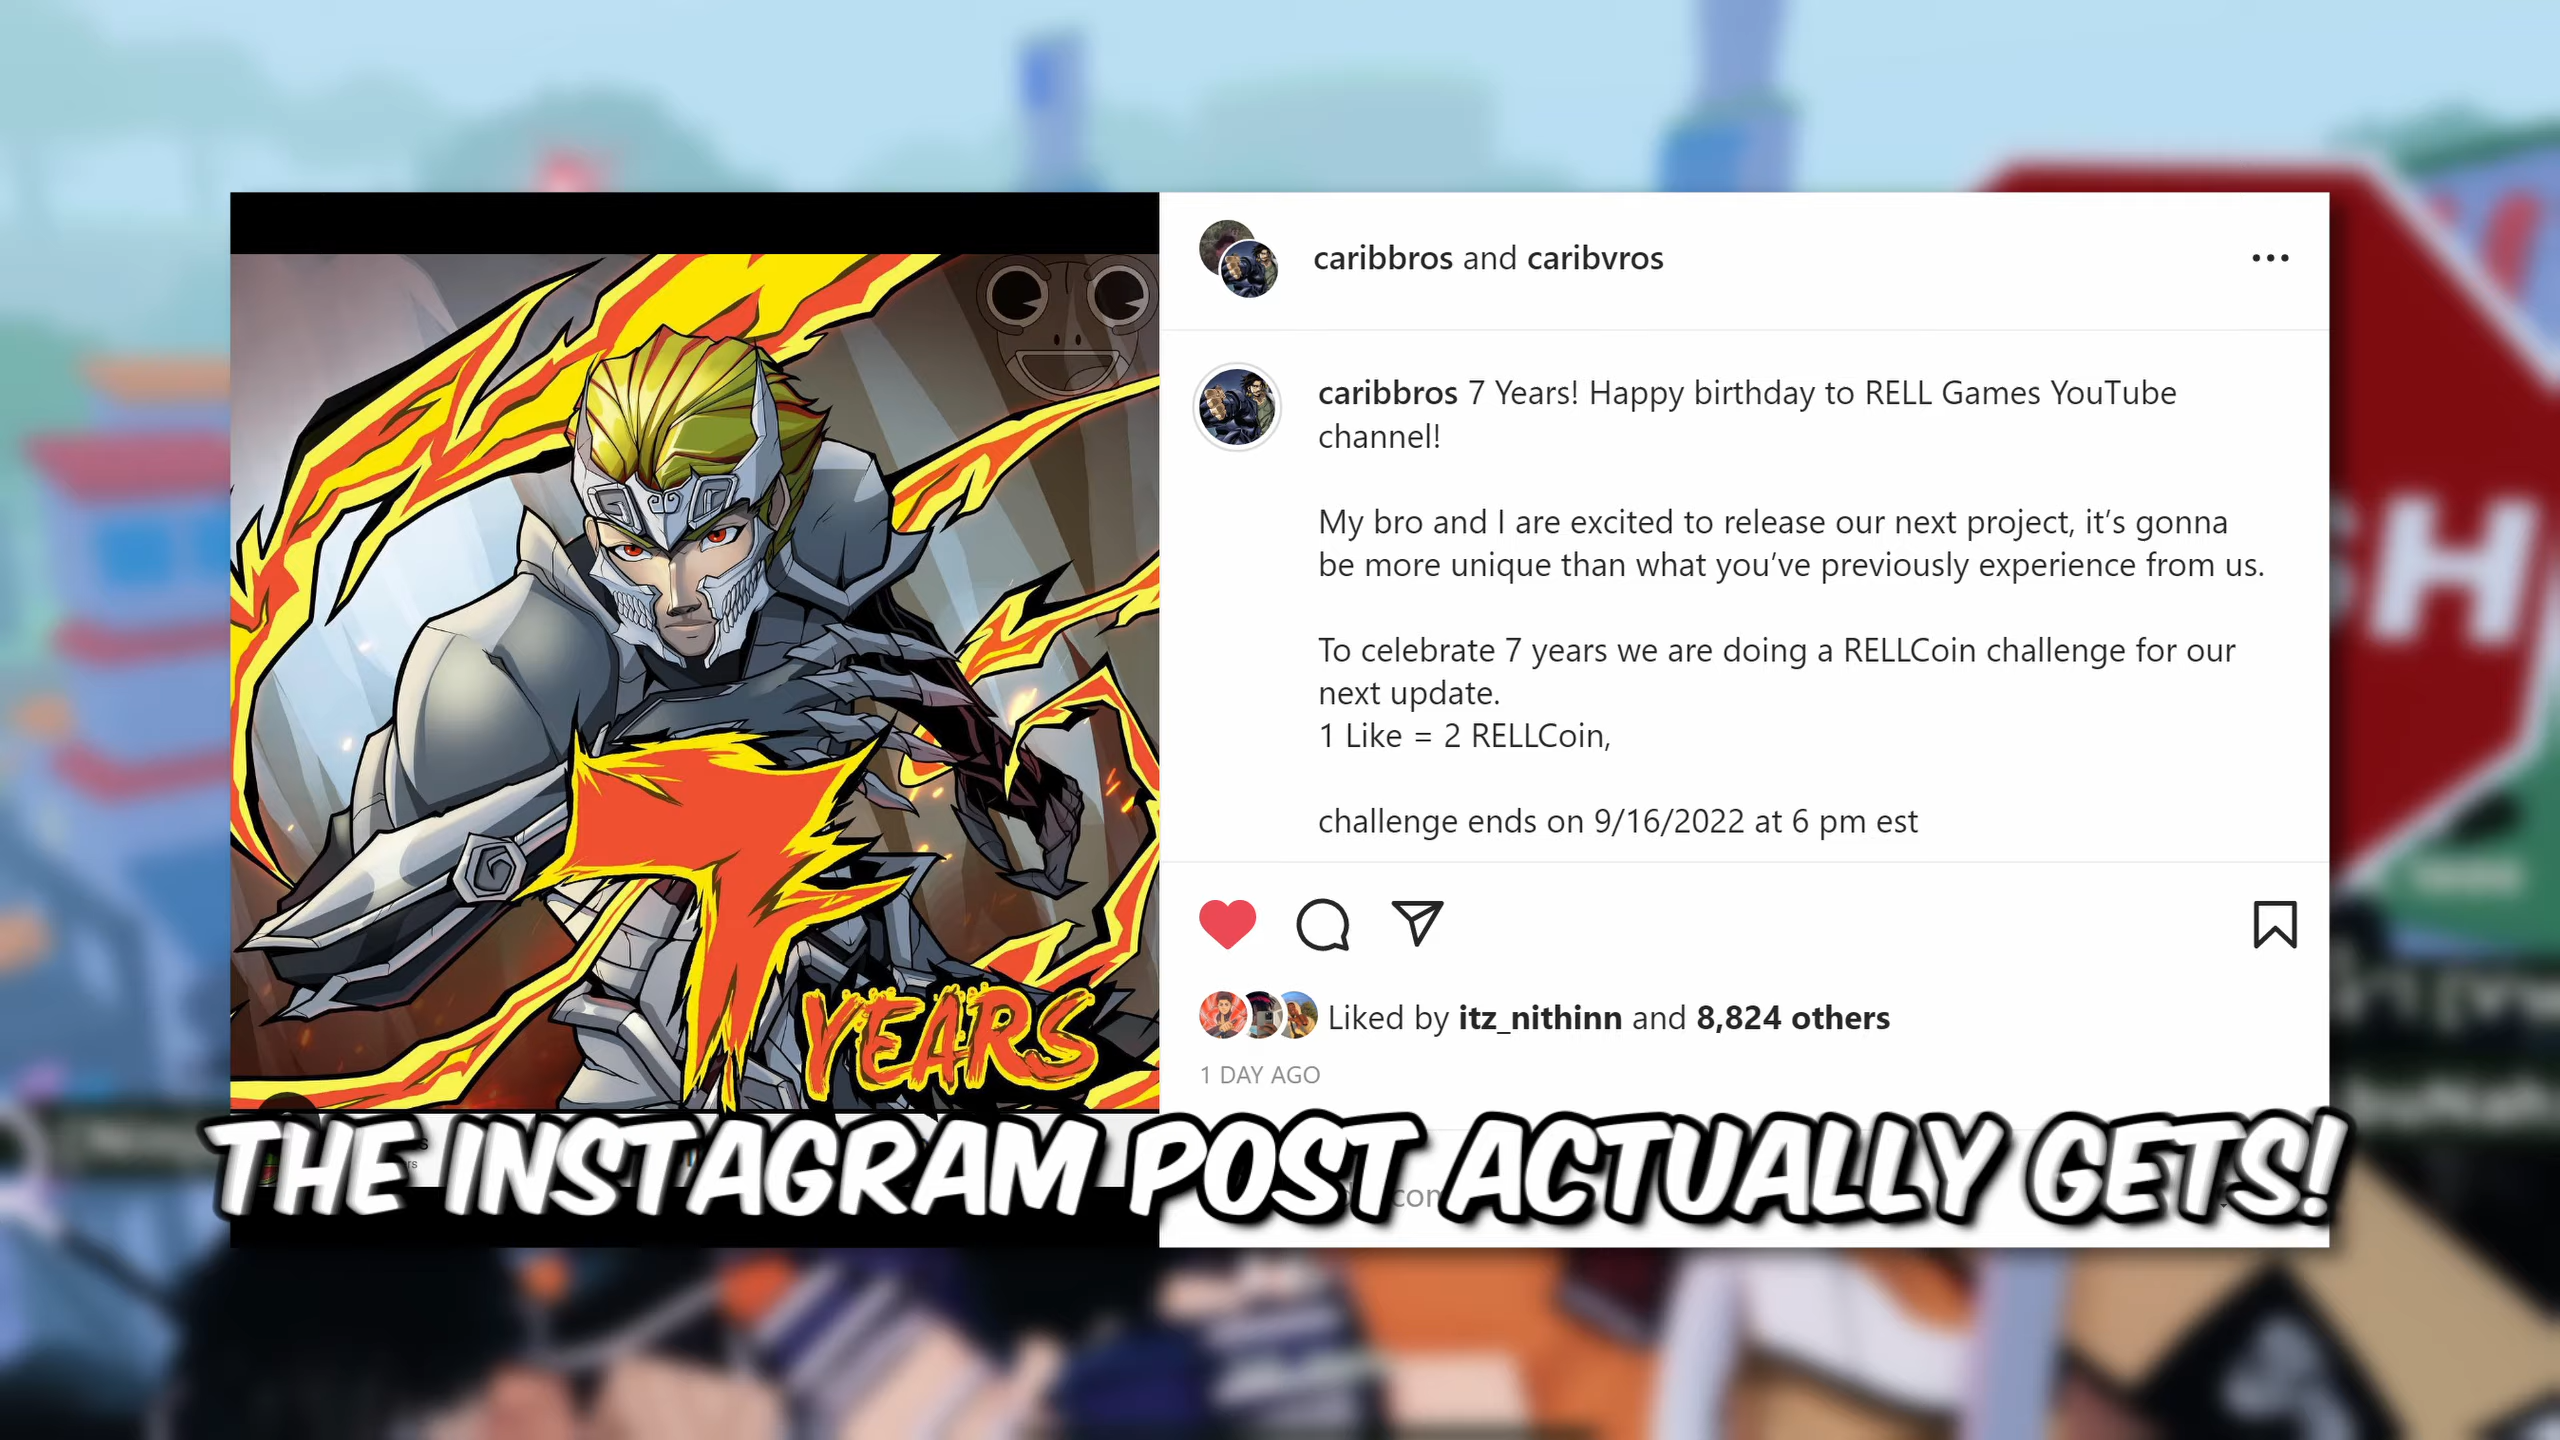 caribbros and caribvros
caribbros 7 Years! Happy birthday to RELL Games YouTube
channel!
My bro and I are excited to release our next project, it's gonna
be more unique than what you've previously experience from us.
To celebrate 7 years we are doing a RELLCoin challenge for our
next update.
1 Like = 2 RELLCoin,
challenge ends on 9/16/2022 at 6 pm est
7
YEARS
Liked by itz_nithinn and 8,824 others
1 DAY AGO
THE INSTAGRAM POST ACTUALLY GETS!